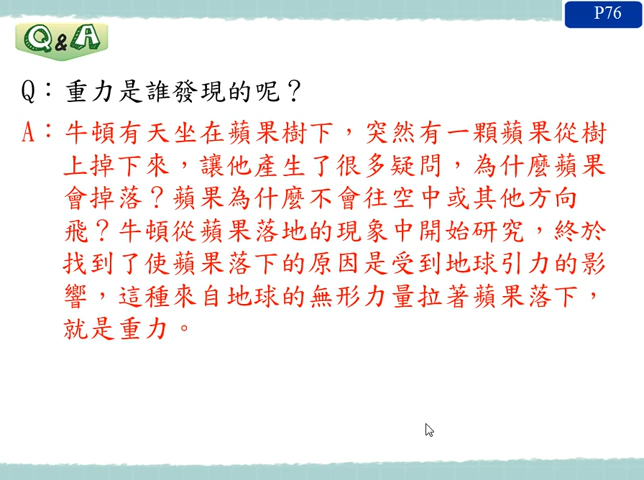 P76
Q&A
Q：重力是誰發現的呢？
A：牛頓有天坐在蘋果樹下，突然有一顆蘋果從樹
上掉下來，讓他產生了很多疑問，為什麼蘋果
會掉落？蘋果為什麼不會往空中或其他方向
飛？牛頓從蘋果落地的現象中開始研究，終於
找到了使蘋果落下的原因是受到地球引力的影
響，這種來自地球的無形力量拉著蘋果落下，
就是重力。